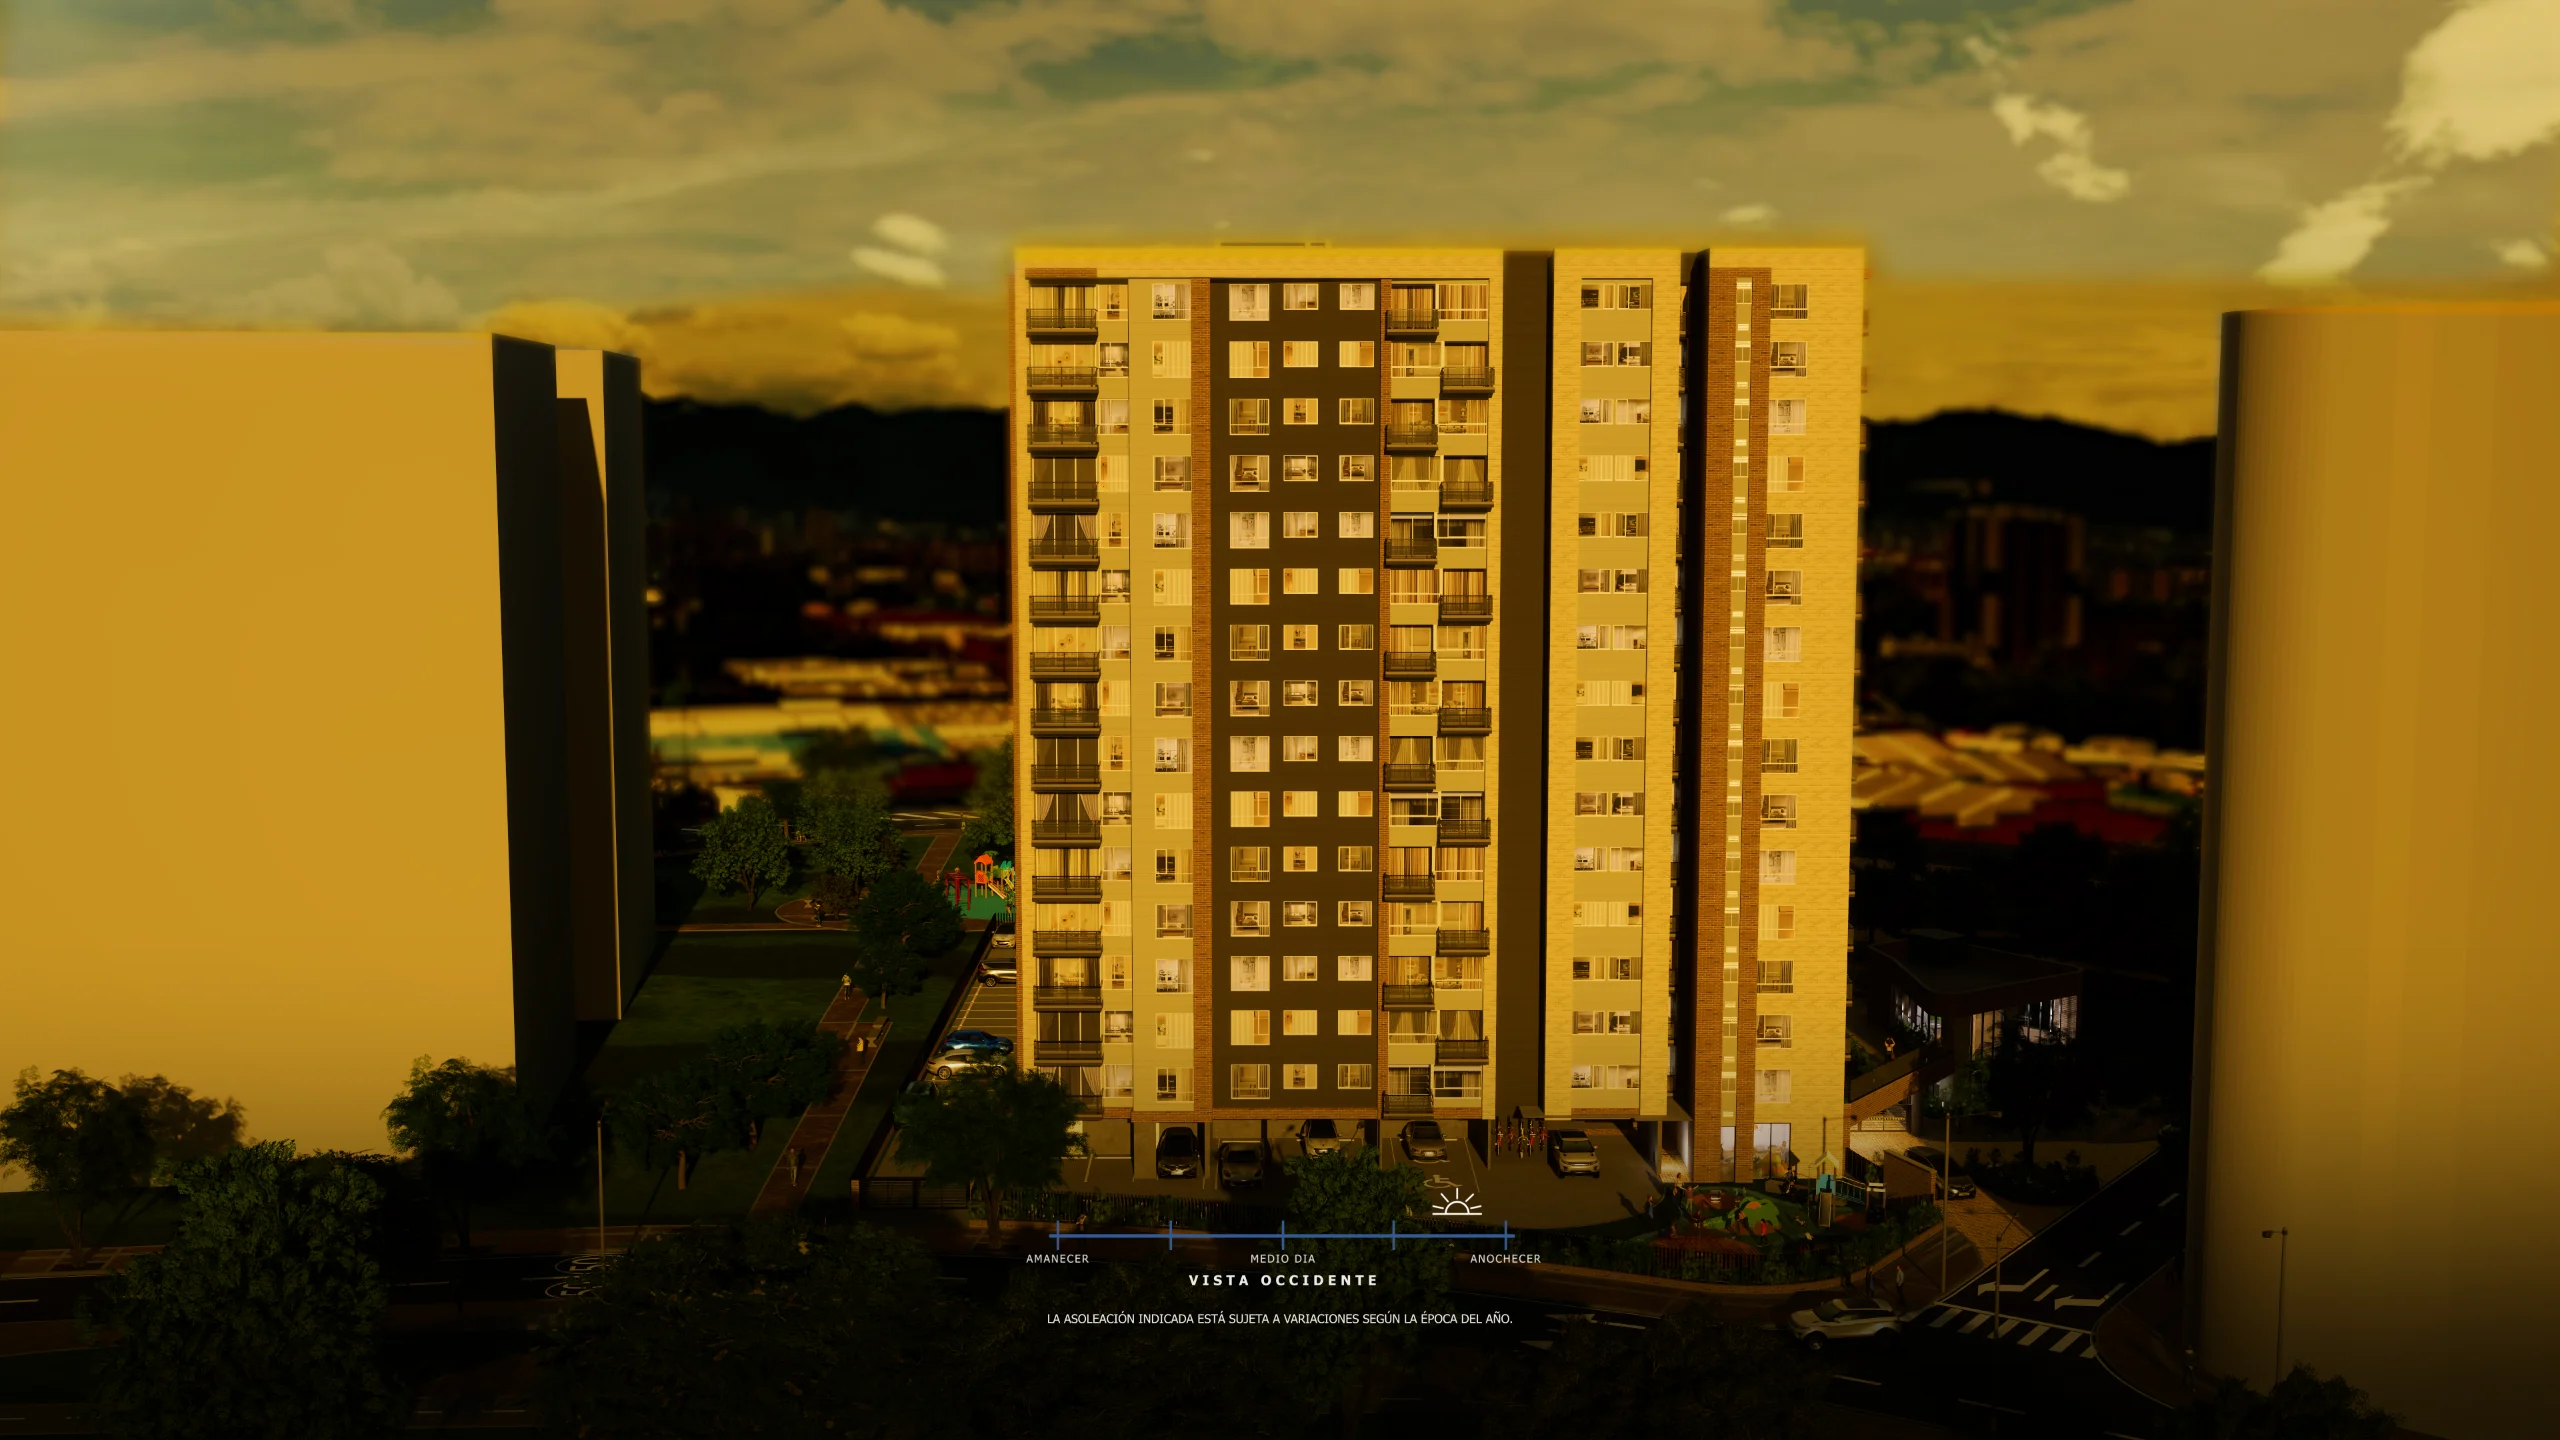 AMANECER MEDIO DIA ANOCHECER
VISTA OCCIDENTE
LA ASOLEACIÓN INDICADA ESTÁ SUJETA A VARIACIONES SEGÚN LA ÉPOCA DEL AÑO.